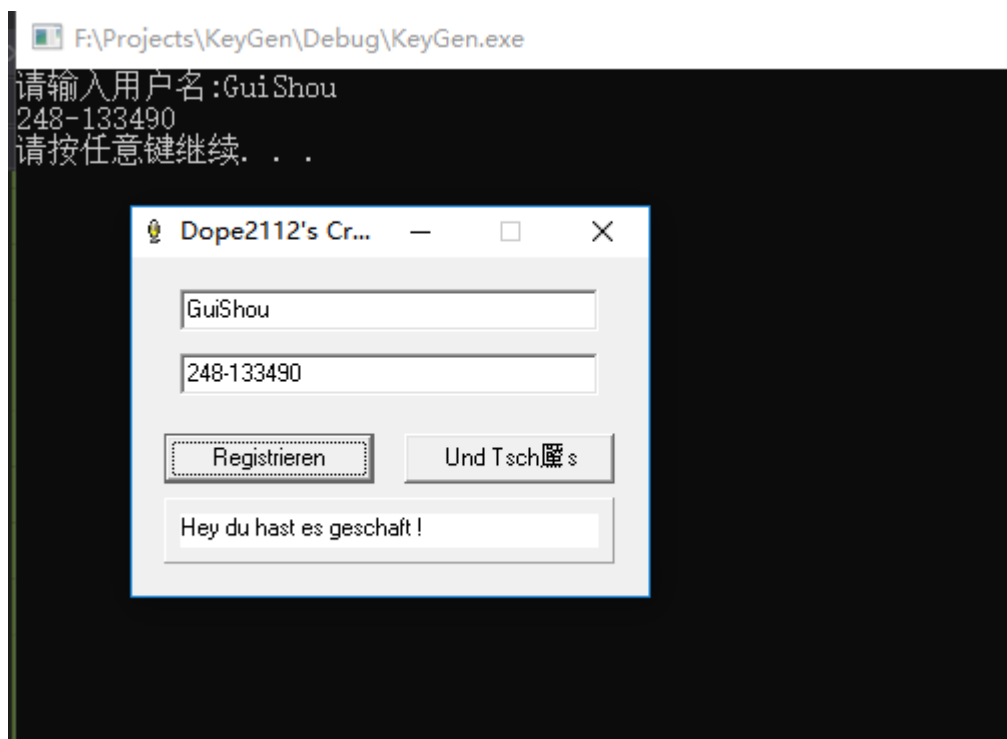 F:\Projects\KeyGen\Debug\KeyGen.exe
请输入用户名:GuiShou
248-133490
请按任意键继续. . .
Dope2112's Cr...
GuiShou
248-133490
Registrieren
Und Tsch黶s
Hey du hast es geschaft !